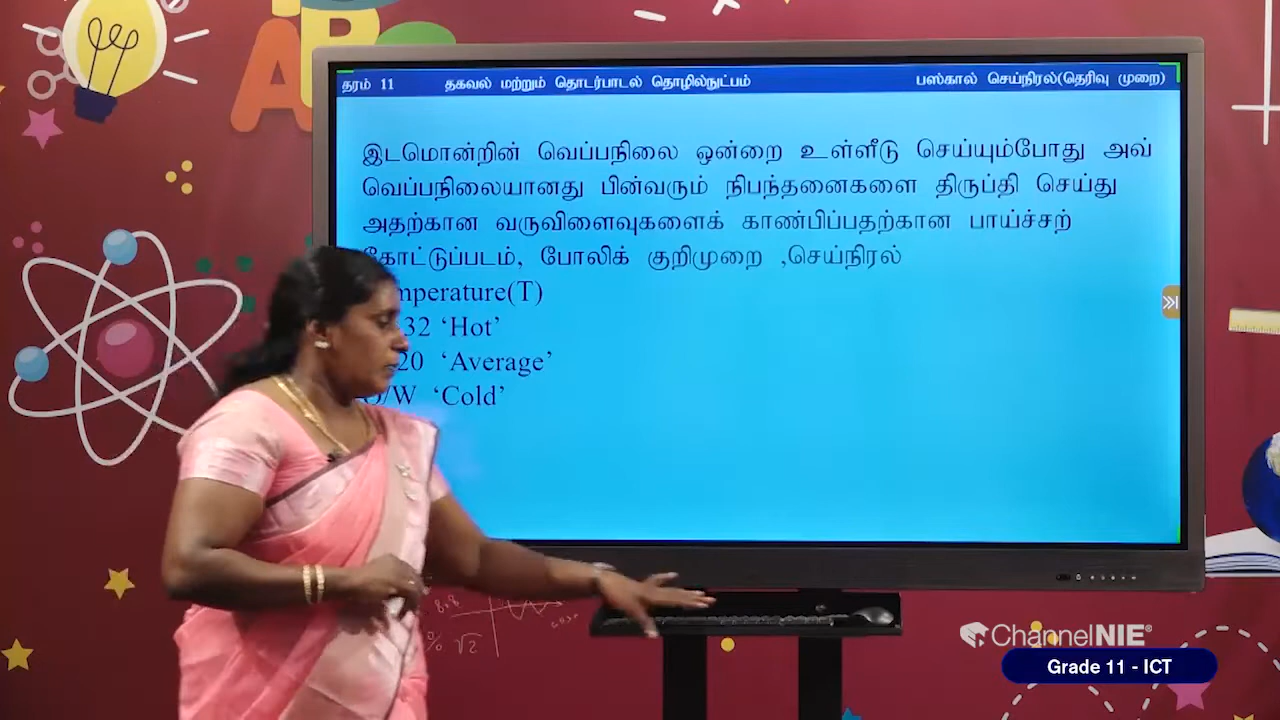 தரம் 11 தகவல் மற்றும் தொடர்பாடல் தொழில்நுட்பம் பஸ்கால் செய்நிரல்(தெரிவு முறை)
இடமொன்றின் வெப்பநிலை ஒன்றை உள்ளீடு செய்யும்போது அவ்
வெப்பநிலையானது பின்வரும் நிபந்தனைகளை திருப்தி செய்து
அதற்கான வருவிளைவுகளைக் காண்பிப்பதற்கான பாய்ச்சற்
கோட்டுப்படம், போலிக் குறிமுறை ,செய்நிரல்
mperature(T)
32 ‘Hot’
20 ‘Average’
O/W ‘Cold’
ChannelNIE®
Grade 11 - ICT